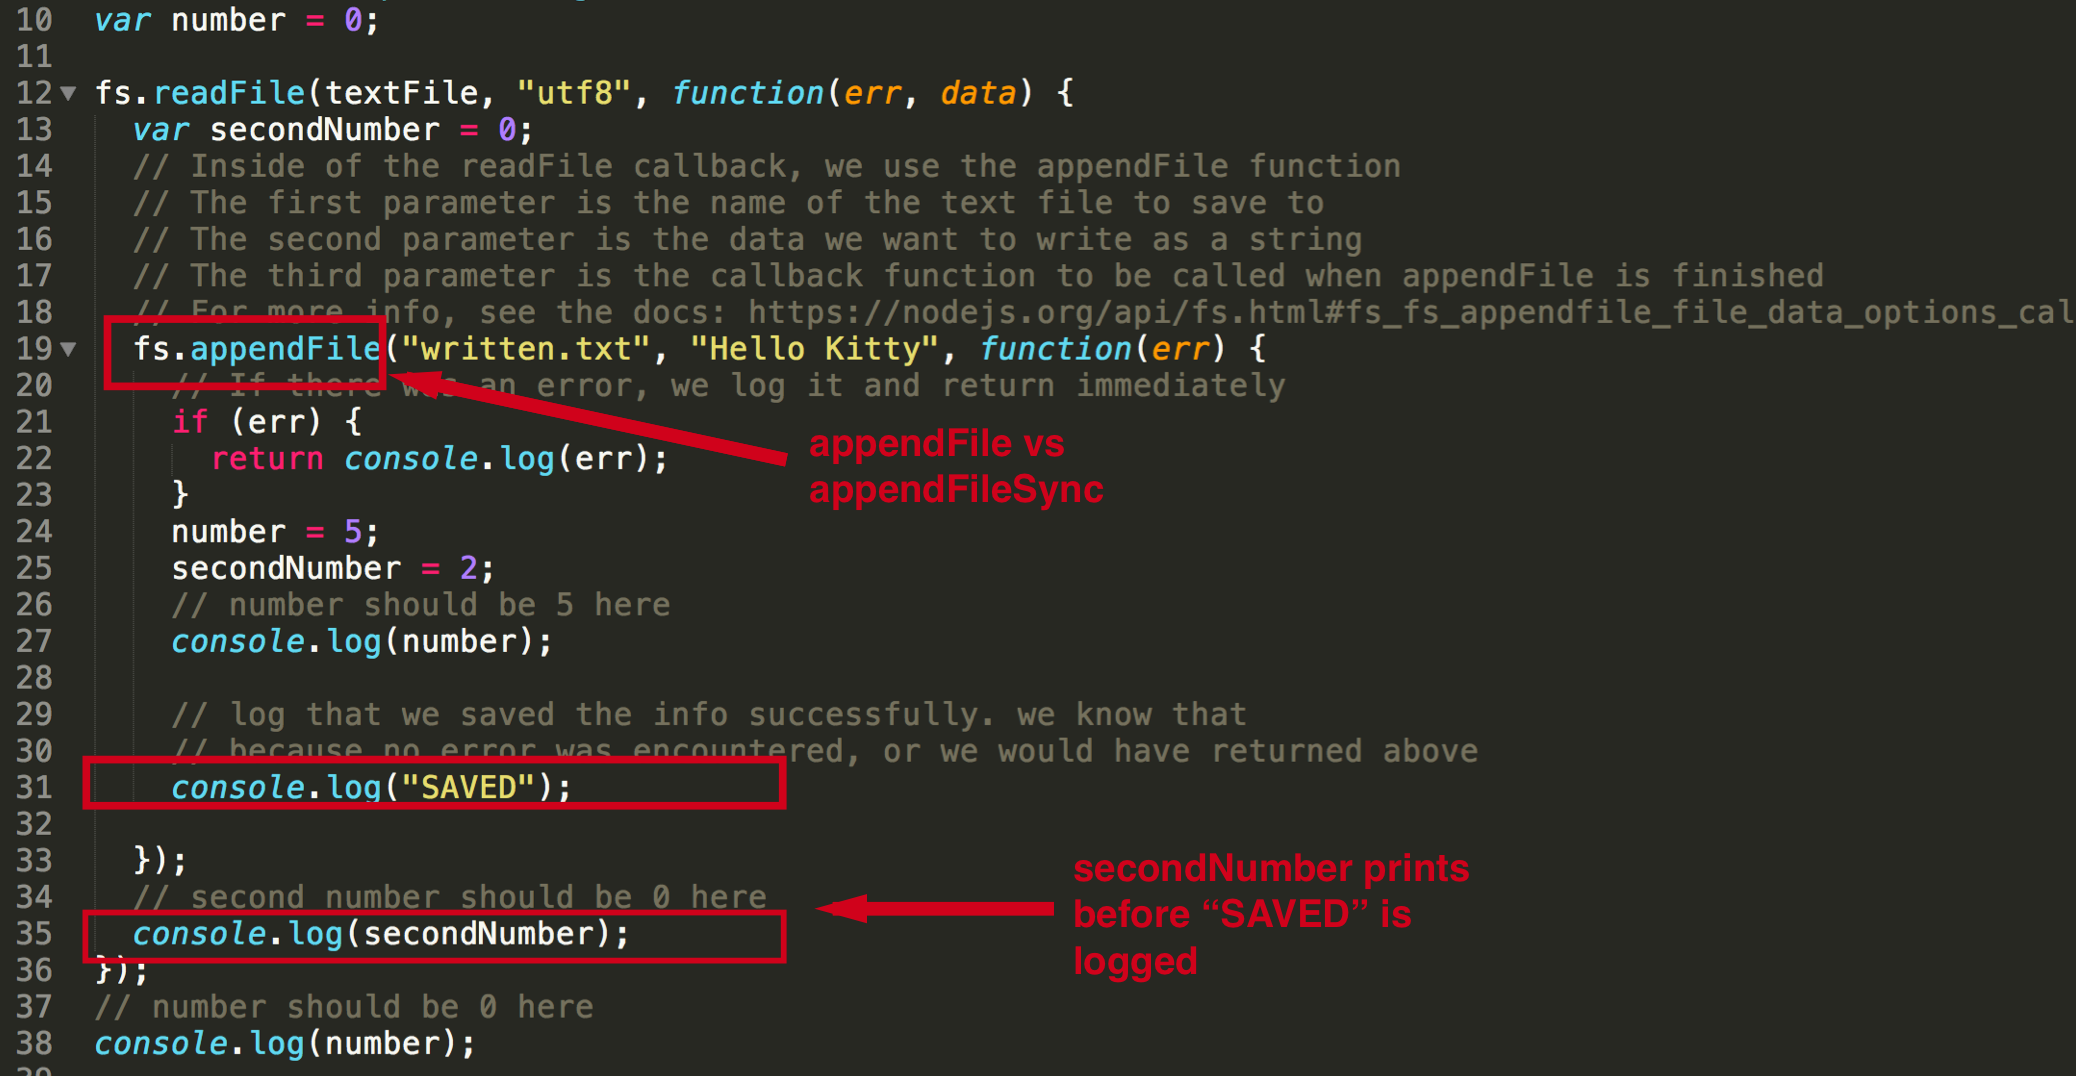 10 var number = 0;
11
12 fs.readFile(textFile, "utf8", function(err, data) {
13 var secondNumber = 0;
14 // Inside of the readFile callback, we use the appendFile function
15 // The first parameter is the name of the text file to save to
16 // The second parameter is the data we want to write as a string
17 // The third parameter is the callback function to be called when appendFile is finished
18 // For more info, see the docs: https://nodejs.org/api/fs.html#fs_fs_appendfile_file_data_options_cal
19 fs.appendFile("written.txt", "Hello Kitty", function(err) {
20 // If there was an error, we log it and return immediately
21 if (err) {
appendFile vs
22 return console.log(err);
appendFileSync
23 }
24 number = 5;
25 secondNumber = 2;
26 // number should be 5 here
27 console.log(number);
28
29 // log that we saved the info successfully. we know that
30 // because no error was encountered, or we would have returned above
31 console.log("SAVED");
32
33 });
secondNumber prints
34 // second number should be 0 here
before “SAVED” is
35 console.log(secondNumber);
logged
36 });
37 // number should be 0 here
38 console.log(number);